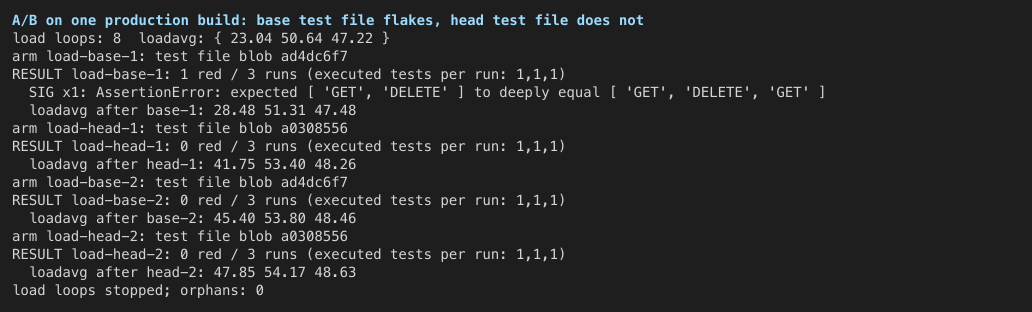 A/B on one production build: base test file flakes, head test file does not
load loops: 8  loadavg: { 23.04 50.64 47.22 }
arm load-base-1: test file blob ad4dc6f7
RESULT load-base-1: 1 red / 3 runs (executed tests per run: 1,1,1)
  SIG x1: AssertionError: expected [ 'GET', 'DELETE' ] to deeply equal [ 'GET', 'DELETE', 'GET' ]
  loadavg after base-1: 28.48 51.31 47.48
arm load-head-1: test file blob a0308556
RESULT load-head-1: 0 red / 3 runs (executed tests per run: 1,1,1)
  loadavg after head-1: 41.75 53.40 48.26
arm load-base-2: test file blob ad4dc6f7
RESULT load-base-2: 0 red / 3 runs (executed tests per run: 1,1,1)
  loadavg after base-2: 45.40 53.80 48.46
arm load-head-2: test file blob a0308556
RESULT load-head-2: 0 red / 3 runs (executed tests per run: 1,1,1)
  loadavg after head-2: 47.85 54.17 48.63
load loops stopped; orphans: 0